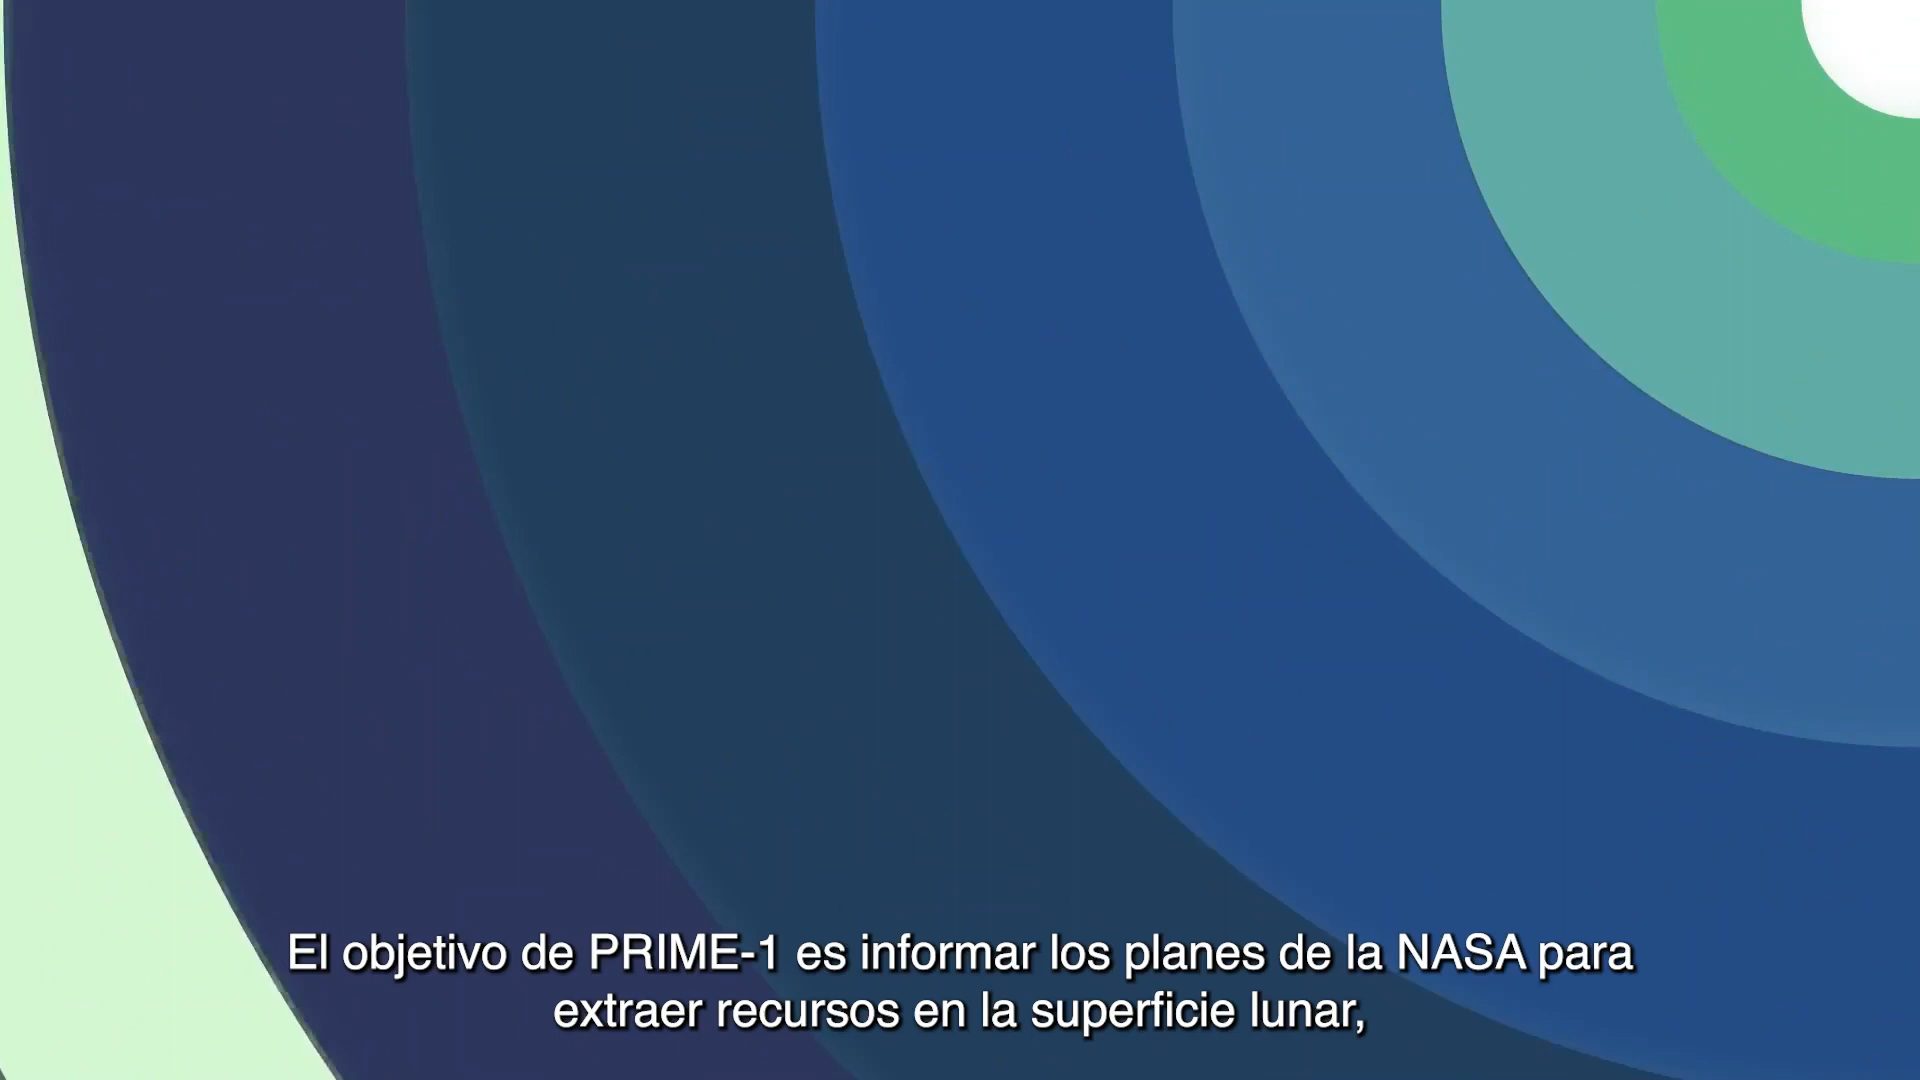 El objetivo de PRIME-1 es informar los planes de la NASA para
extraer recursos en la superficie lunar,